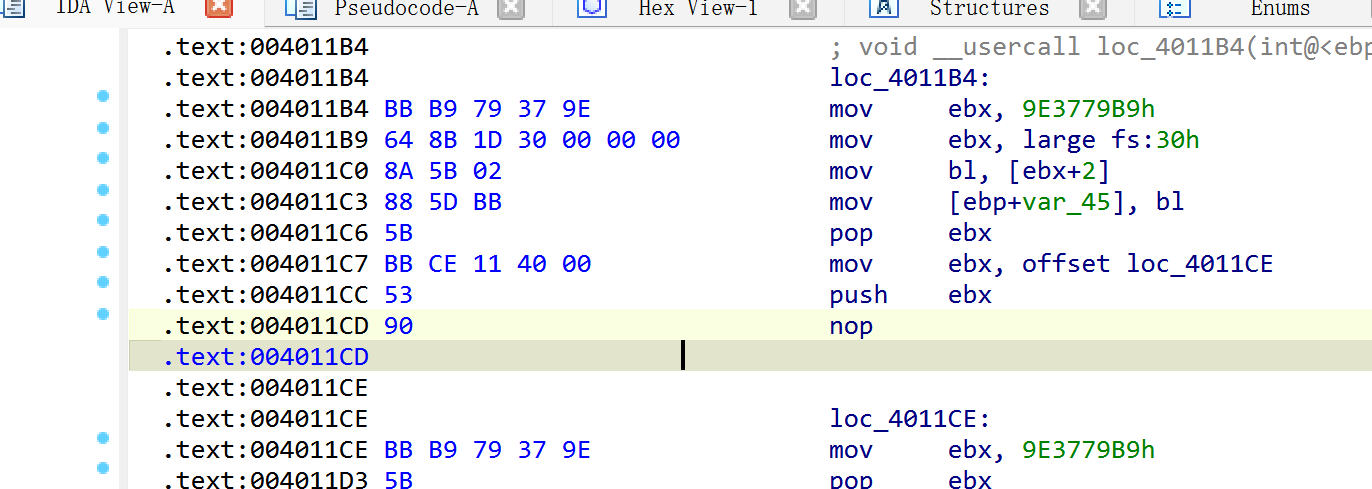 IDA View-A Pseudocode-A Hex View-1 Structures Enums
.text:004011B4 ; void __usercall loc_4011B4(int@<ebp
.text:004011B4 loc_4011B4:
.text:004011B4 BB B9 79 37 9E mov ebx, 9E3779B9h
.text:004011B9 64 8B 1D 30 00 00 00 mov ebx, large fs:30h
.text:004011C0 8A 5B 02 mov bl, [ebx+2]
.text:004011C3 88 5D BB mov [ebp+var_45], bl
.text:004011C6 5B pop ebx
.text:004011C7 BB CE 11 40 00 mov ebx, offset loc_4011CE
.text:004011CC 53 push ebx
.text:004011CD 90 nop
.text:004011CD
.text:004011CE
.text:004011CE loc_4011CE:
.text:004011CE BB B9 79 37 9E mov ebx, 9E3779B9h
.text:004011D3 5B pop ebx